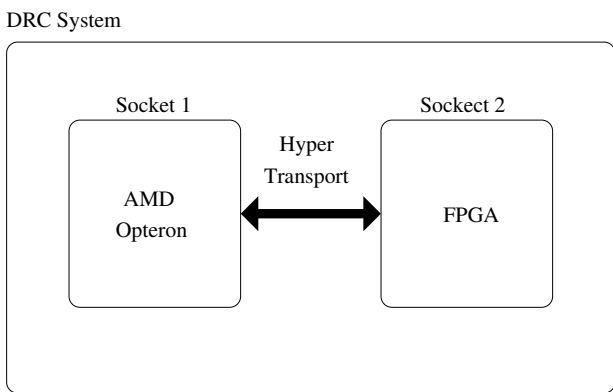 DRC System
Socket 1
Sockect 2
Hyper
Transport
AMD
Opteron
FPGA